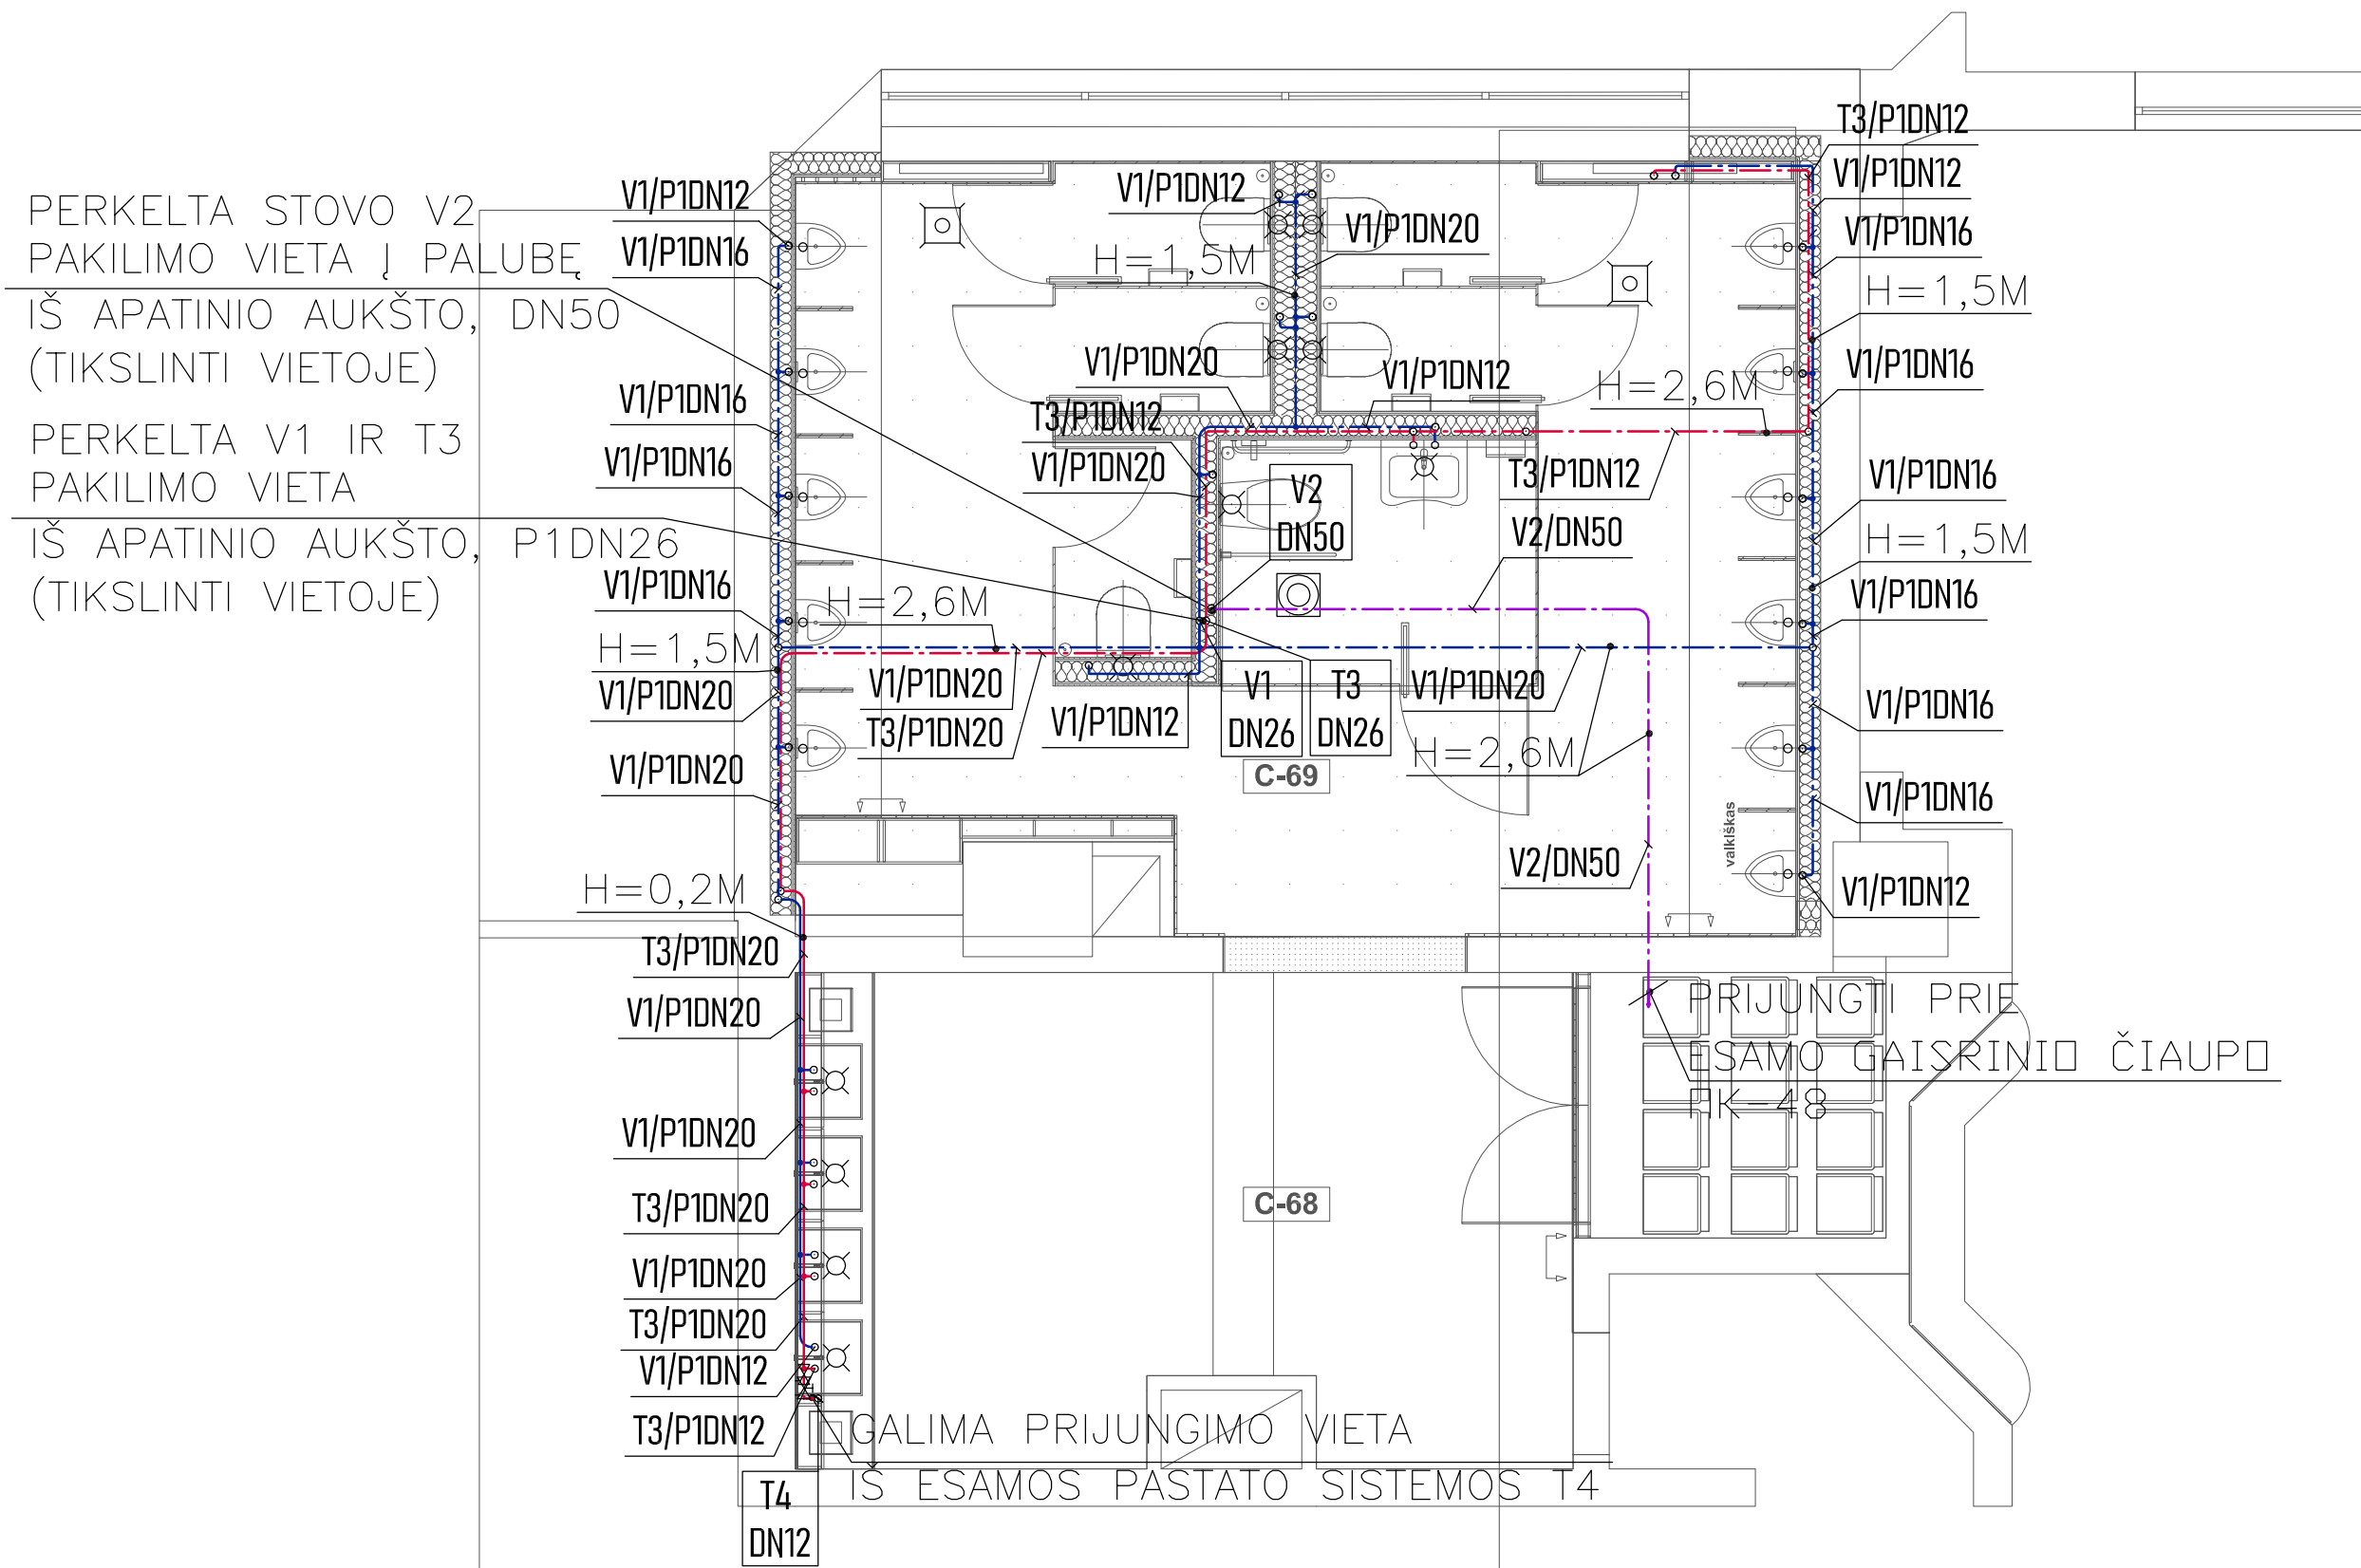 PERKELTA STOVO V2
PAKILIMO VIETA Į PALUBĘ
IŠ APATINIO AUKŠTO, DN50
(TIKSLINTI VIETOJE)
PERKELTA V1 IR T3
PAKILIMO VIETA
IŠ APATINIO AUKŠTO, P1DN26
(TIKSLINTI VIETOJE)
V1/P1DN12
V1/P1DN16
V1/P1DN16
V1/P1DN16
V1/P1DN16
H=1,5M
V1/P1DN20
V1/P1DN20
H=0,2M
T3/P1DN20
V1/P1DN20
V1/P1DN20
T3/P1DN20
V1/P1DN20
T3/P1DN20
V1/P1DN12
T3/P1DN12
T4
DN12
V1/P1DN12
V1/P1DN20
H=1,5M
V1/P1DN20
V1/P1DN12
T3/P1DN12
V1/P1DN20
H=2,6M
T3/P1DN12
V2
DN50
V2/DN50
H=2,6M
V1/P1DN20
T3/P1DN20
V1/P1DN12
V1
DN26
T3
DN26
V1/P1DN20
H=2,6M
C-69
V2/DN50
valkiškas
T3/P1DN12
V1/P1DN12
V1/P1DN16
H=1,5M
V1/P1DN16
V1/P1DN16
H=1,5M
V1/P1DN16
V1/P1DN16
V1/P1DN16
V1/P1DN12
PRIJUNGTI PRIE
ESAMO GAISRINIO ČIAUPO
ПК-48
C-68
GALIMA PRIJUNGIMO VIETA
IŠ ESAMOS PASTATO SISTEMOS T4